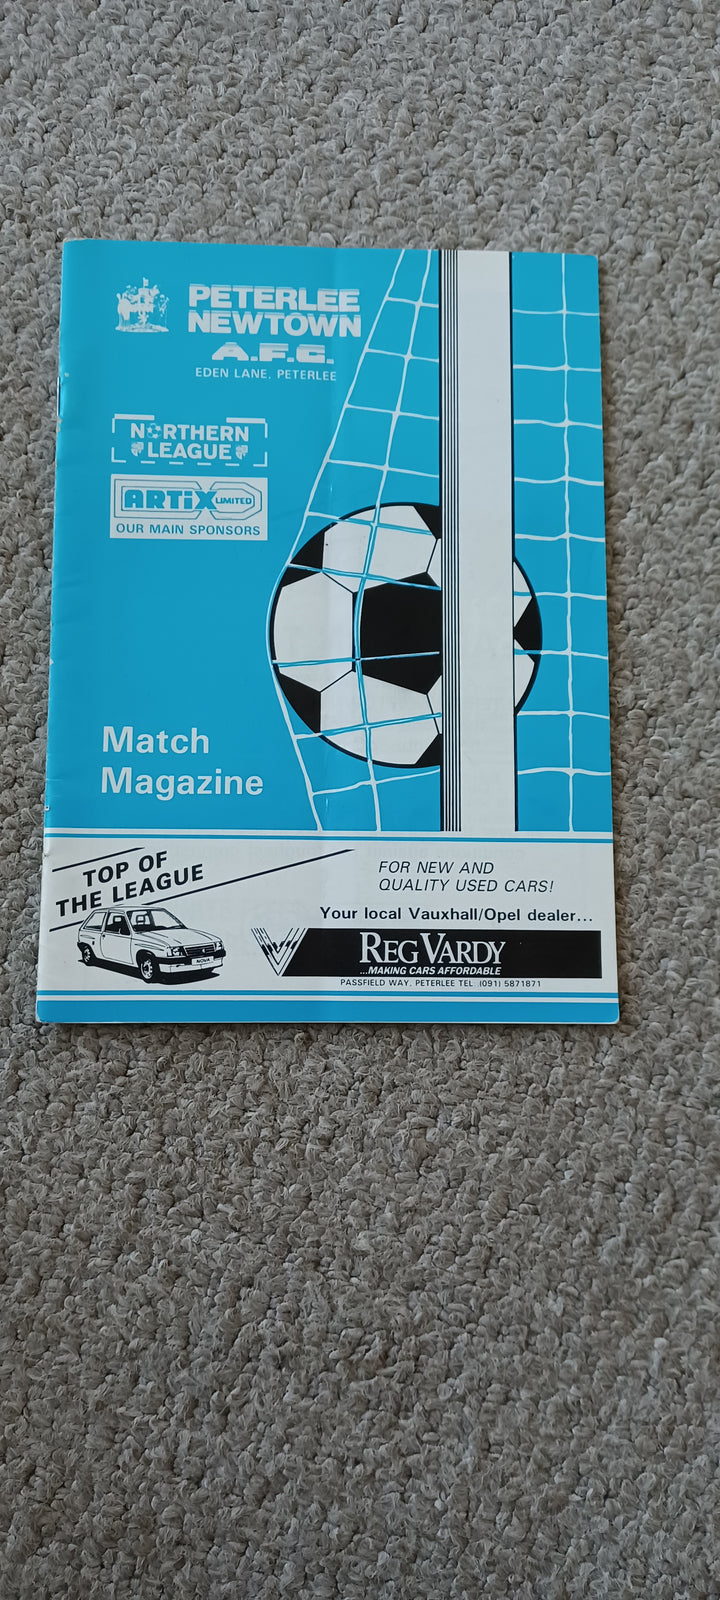 PETERLEE
NEWTOWN
A.F.C.
EDEN LANE, PETERLEE
NORTHERN
LEAGUE
ARTiX LIMITED
OUR MAIN SPONSORS
Match
Magazine
TOP OF
THE LEAGUE
NOVA
FOR NEW AND
QUALITY USED CARS!
Your local Vauxhall/Opel dealer...
REG VARDY
...MAKING CARS AFFORDABLE
PASSFIELD WAY, PETERLEE TEL (091) 5871871